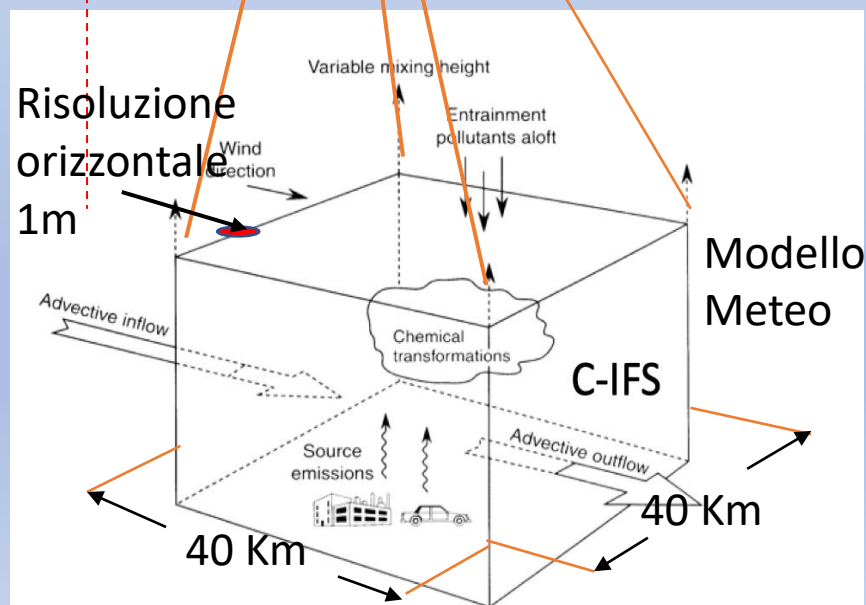 Variable mixing height
Risoluzione
orizzontale
1m
Wind
direction
Entrainment
pollutants aloft
Modello
Meteo
Advective inflow
Chemical
transformations
C-IFS
Source
emissions
Advective outflow
40 Km
40 Km